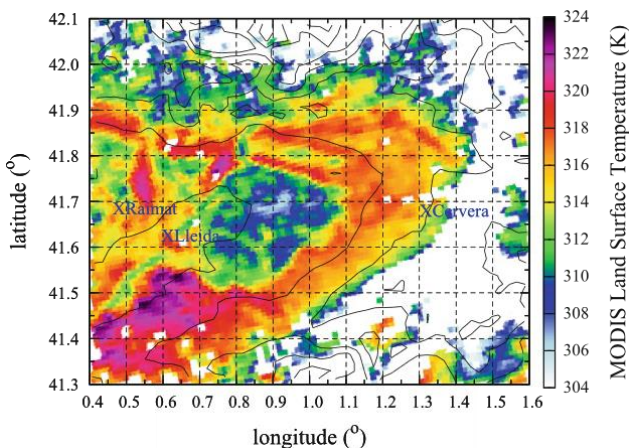 42.1
42.0
41.9
41.8
41.7
41.6
41.5
41.4
41.3
latitude (o)
XRaimat
XLleida
XCervera
0.4 0.5 0.6 0.7 0.8 0.9 1.0 1.1 1.2 1.3 1.4 1.5 1.6
longitude (o)
324
322
320
318
316
314
312
310
308
306
304
MODIS Land Surface Temperature (K)